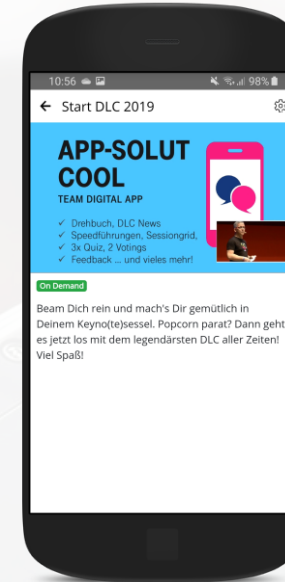 10:56 98%
Start DLC 2019
APP-SOLUT
COOL
TEAM DIGITAL APP
✓ Drehbuch, DLC News
✓ Speedführungen, Sessiongrid,
✓ 3x Quiz, 2 Votings
✓ Feedback ... und vieles mehr!
On Demand
Beam Dich rein und mach's Dir gemütlich in
Deinem Keyno(te)sessel. Popcorn parat? Dann geht
es jetzt los mit dem legendärsten DLC aller Zeiten!
Viel Spaß!